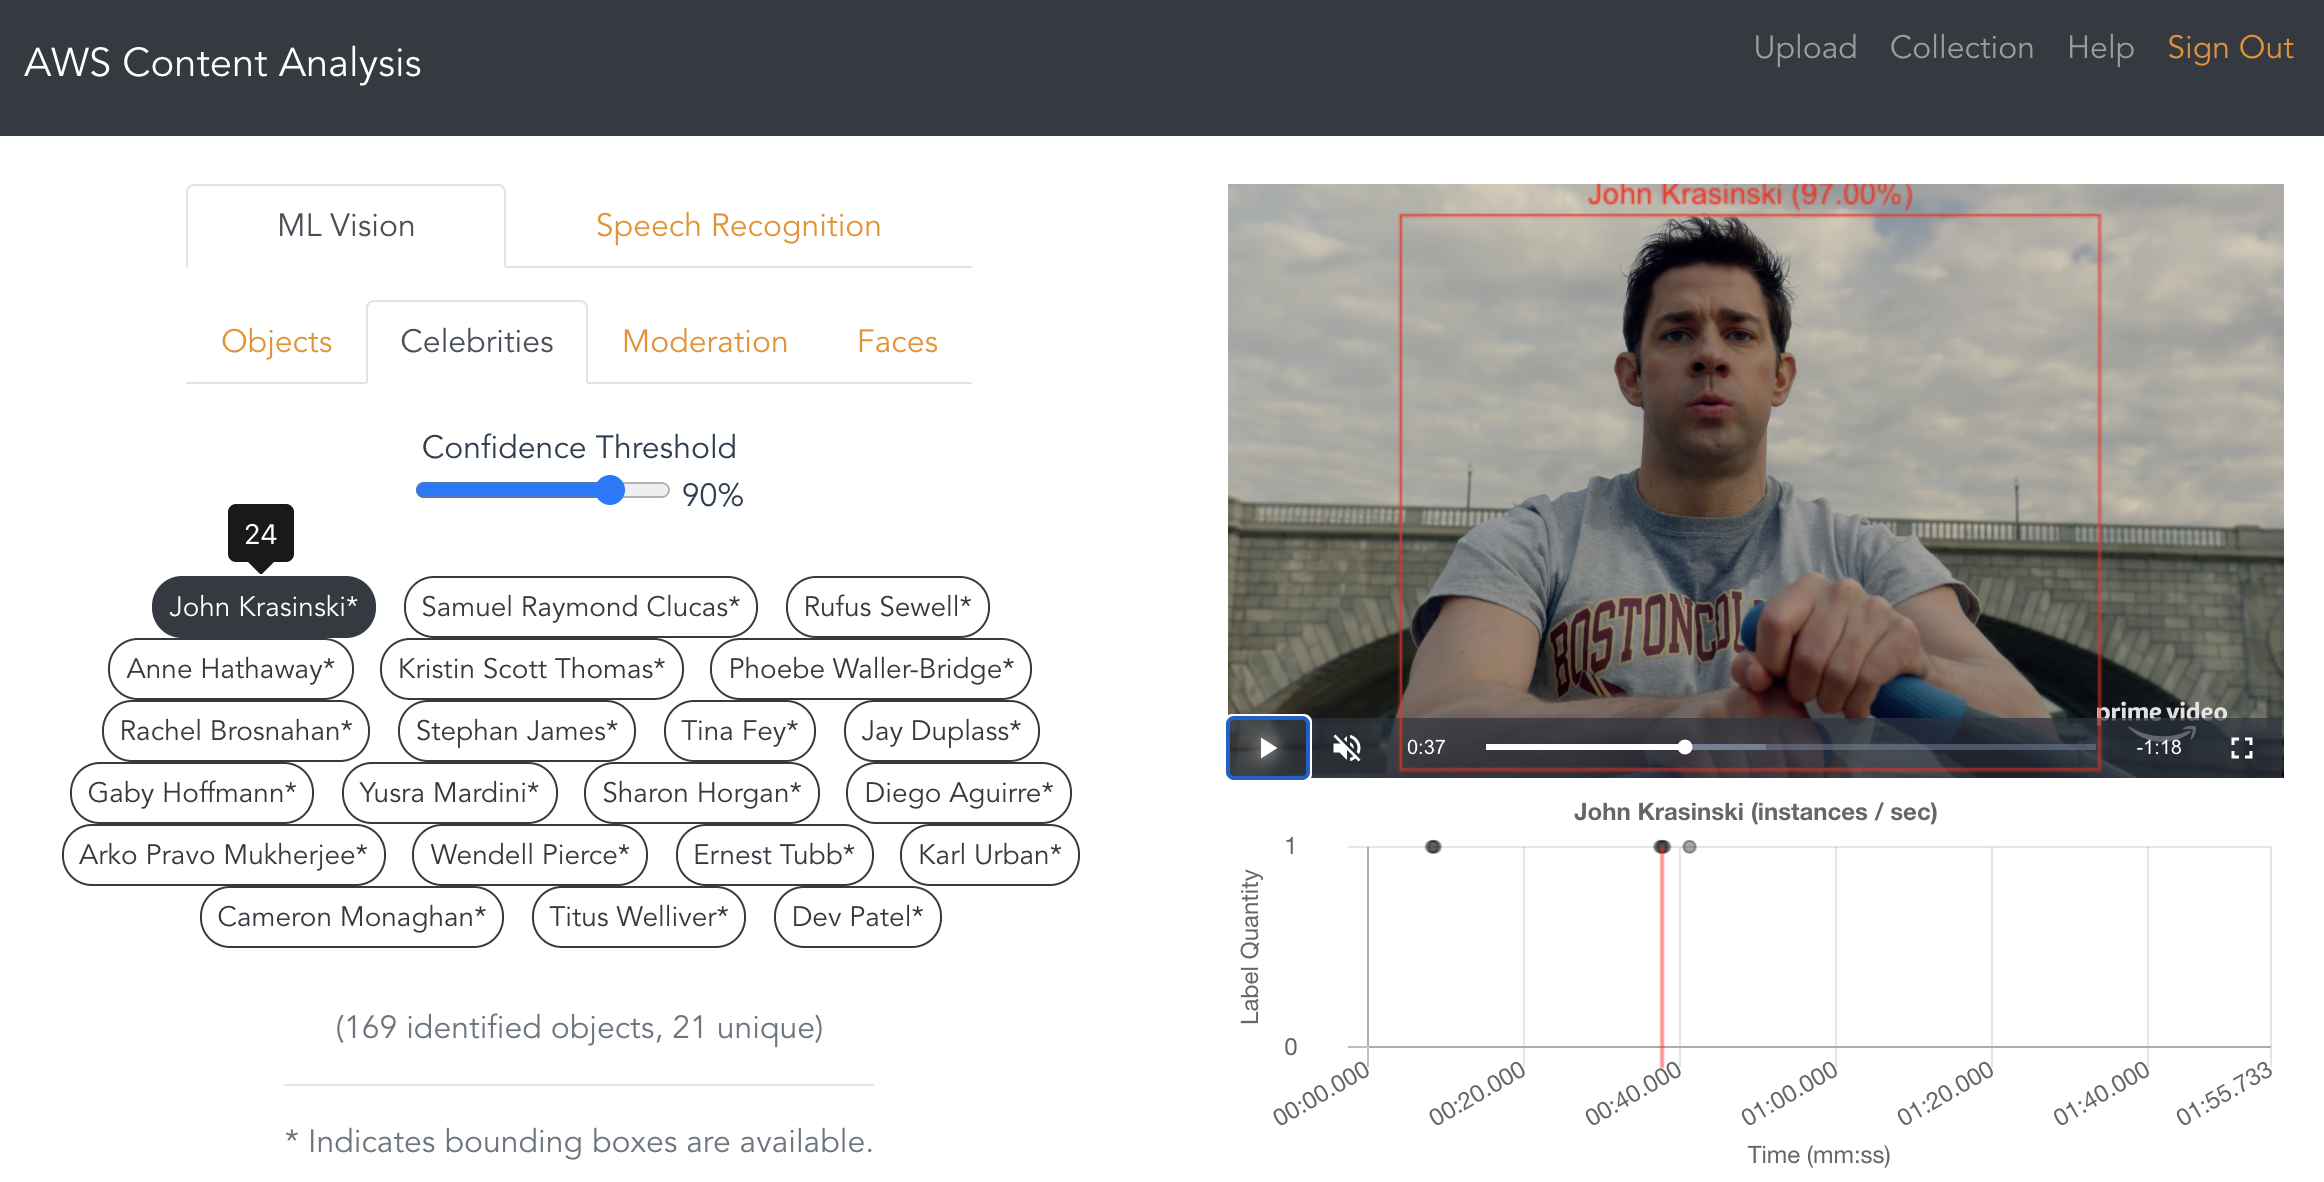 AWS Content Analysis
Upload Collection Help Sign Out
ML Vision Speech Recognition
Objects Celebrities Moderation Faces
Confidence Threshold
90%
24
John Krasinski* Samuel Raymond Clucas* Rufus Sewell*
Anne Hathaway* Kristin Scott Thomas* Phoebe Waller-Bridge*
Rachel Brosnahan* Stephan James* Tina Fey* Jay Duplass*
Gaby Hoffmann* Yusra Mardini* Sharon Horgan* Diego Aguirre*
Arko Pravo Mukherjee* Wendell Pierce* Ernest Tubb* Karl Urban*
Cameron Monaghan* Titus Welliver* Dev Patel*
(169 identified objects, 21 unique)
* Indicates bounding boxes are available.
John Krasinski (97.00%)
BOSTON COL
prime video
0:37 -1:18
John Krasinski (instances / sec)
1
Label Quantity
0
00:00.000 00:20.000 00:40.000 01:00.000 01:20.000 01:40.000 01:55.733
Time (mm:ss)